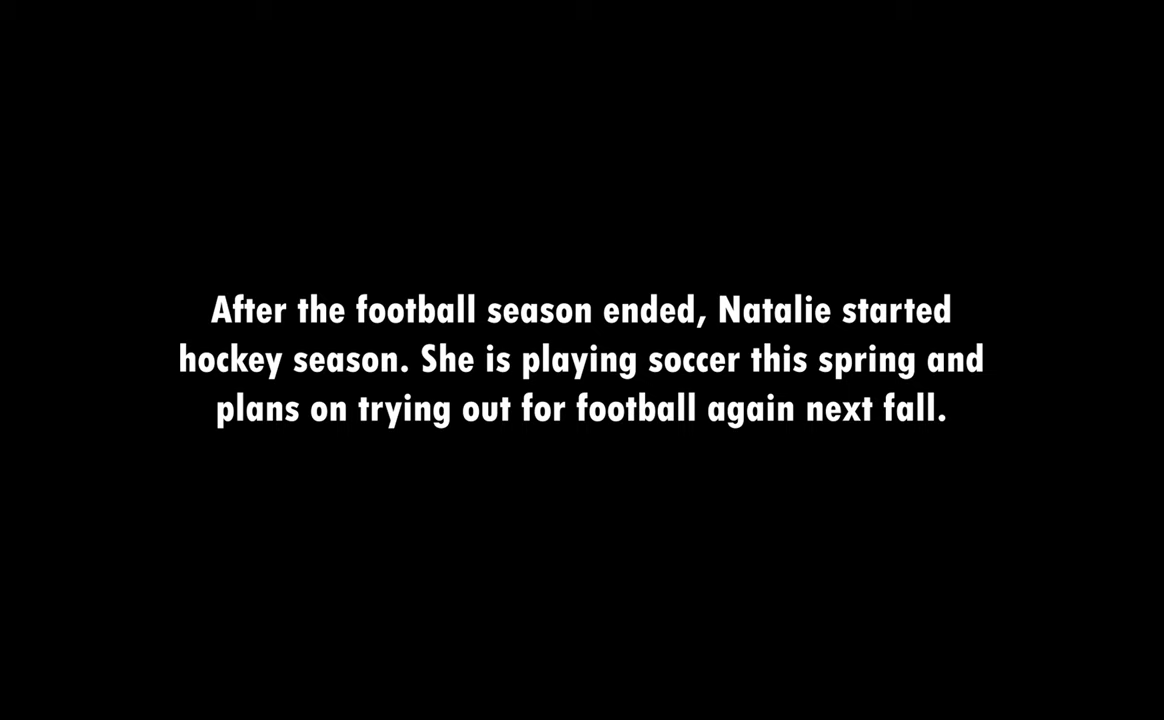 After the football season ended, Natalie started
hockey season. She is playing soccer this spring and
plans on trying out for football again next fall.